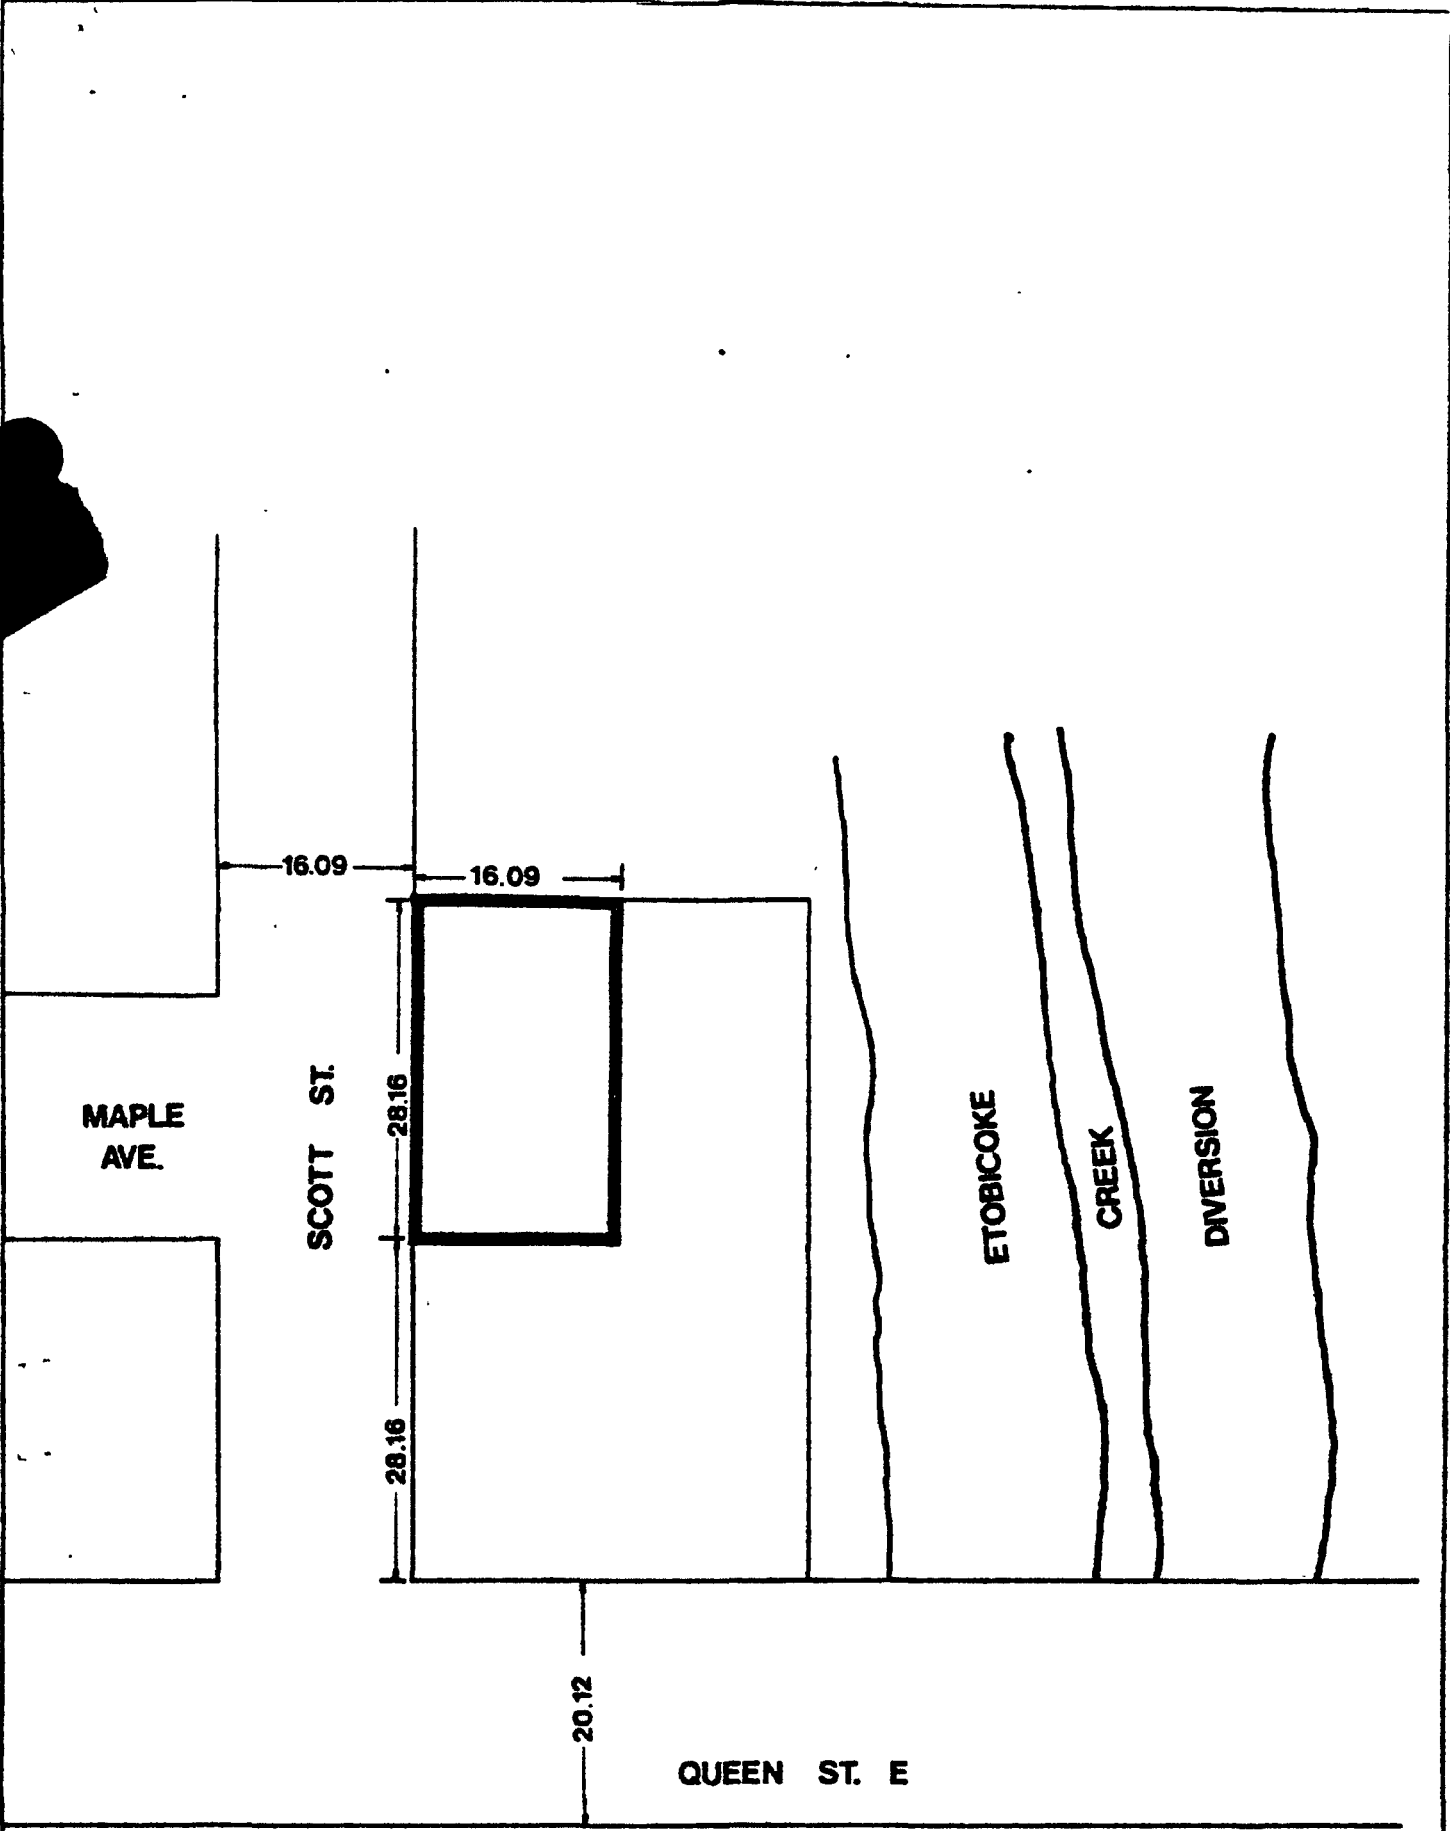 16.09
16.09
28.16
MAPLE
AVE.
SCOTT ST.
ETOBICOKE
CREEK
DIVERSION
28.16
20.12
QUEEN ST. E